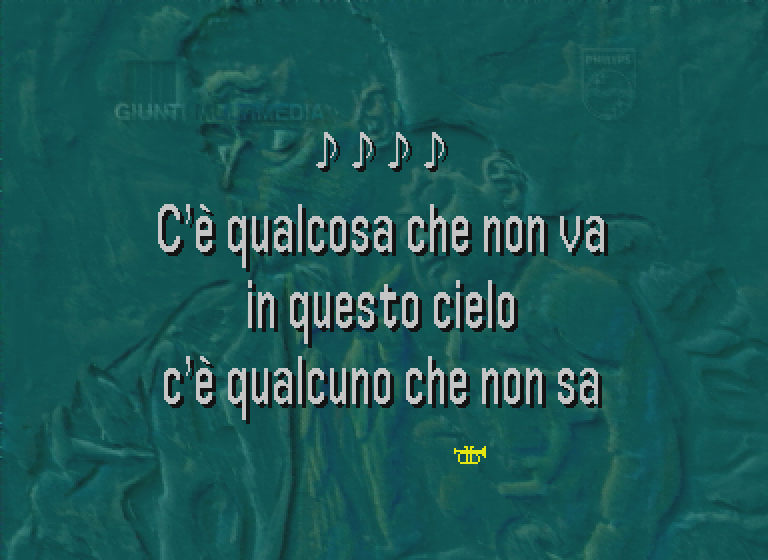 PHILIPS
GIUNTI MULTIMEDIA
♪ ♪ ♪ ♪
C'è qualcosa che non va
in questo cielo
c'è qualcuno che non sa